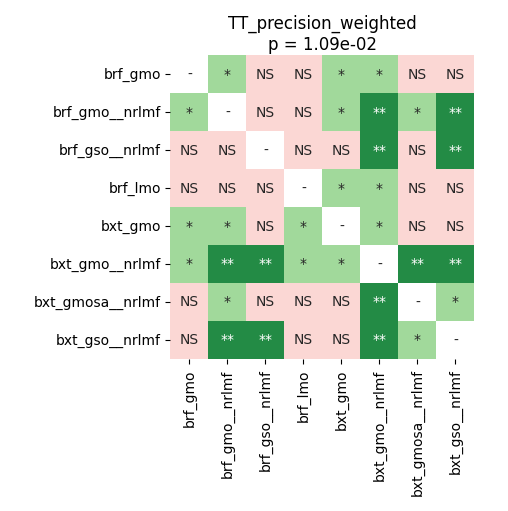 TT_precision_weighted
p = 1.09e-02
brf_gmo - * NS NS * * NS NS
brf_gmo__nrlmf * - NS NS * ** * **
brf_gso__nrlmf NS NS - NS NS ** NS **
brf_lmo NS NS NS - * * NS NS
bxt_gmo * * NS * - * NS NS
bxt_gmo__nrlmf * ** ** * * - ** **
bxt_gmosa__nrlmf NS * NS NS NS ** - *
bxt_gso__nrlmf NS ** ** NS NS ** * -
brf_gmo
brf_gmo__nrlmf
brf_gso__nrlmf
brf_lmo
bxt_gmo
bxt_gmo__nrlmf
bxt_gmosa__nrlmf
bxt_gso__nrlmf